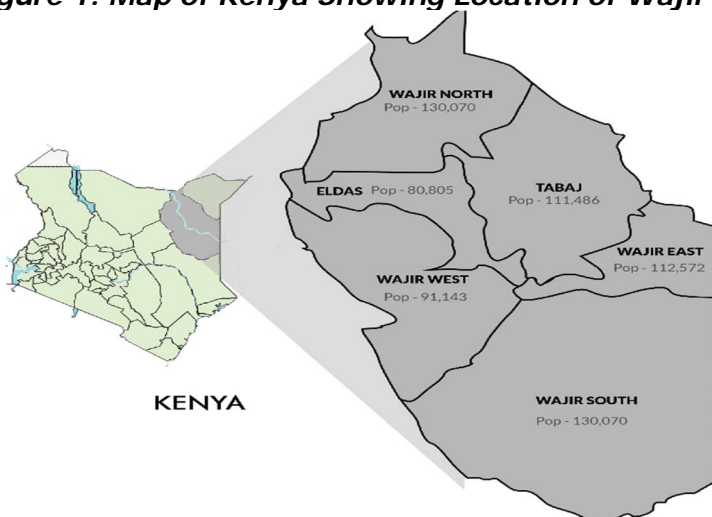 gure 1: Map of Kenya Showing Location of Wajir
WAJIR NORTH
Pop - 130,070
ELDAS Pop - 80,805
TABAJ
Pop - 111,486
WAJIR EAST
Pop - 112,572
WAJIR WEST
Pop - 91,143
KENYA
WAJIR SOUTH
Pop - 130,070